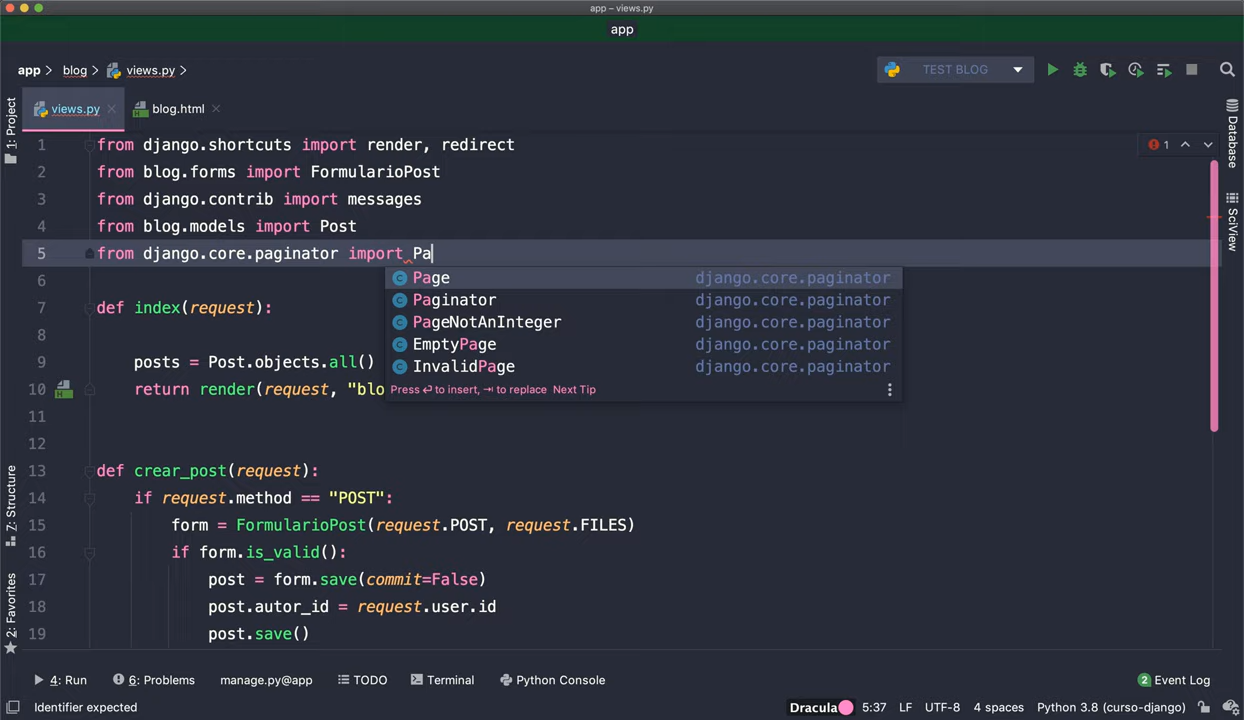 app – views.py
app
app
blog
views.py
TEST BLOG
views.py
blog.html
1: Project
Database
SciView
7: Structure
2: Favorites
1
1 from django.shortcuts import render, redirect
2 from blog.forms import FormularioPost
3 from django.contrib import messages
4 from blog.models import Post
5 from django.core.paginator import Pa
6
Page django.core.paginator
Paginator django.core.paginator
PageNotAnInteger django.core.paginator
EmptyPage django.core.paginator
InvalidPage django.core.paginator
Press ↩ to insert, ⇥ to replace Next Tip
7 def index(request):
8
9 posts = Post.objects.all()
10 return render(request, "blo
11
12
13 def crear_post(request):
14 if request.method == "POST":
15 form = FormularioPost(request.POST, request.FILES)
16 if form.is_valid():
17 post = form.save(commit=False)
18 post.autor_id = request.user.id
19 post.save()
4: Run
6: Problems
manage.py@app
TODO
Terminal
Python Console
2 Event Log
Identifier expected
Dracula
5:37
LF
UTF-8
4 spaces
Python 3.8 (curso-django)